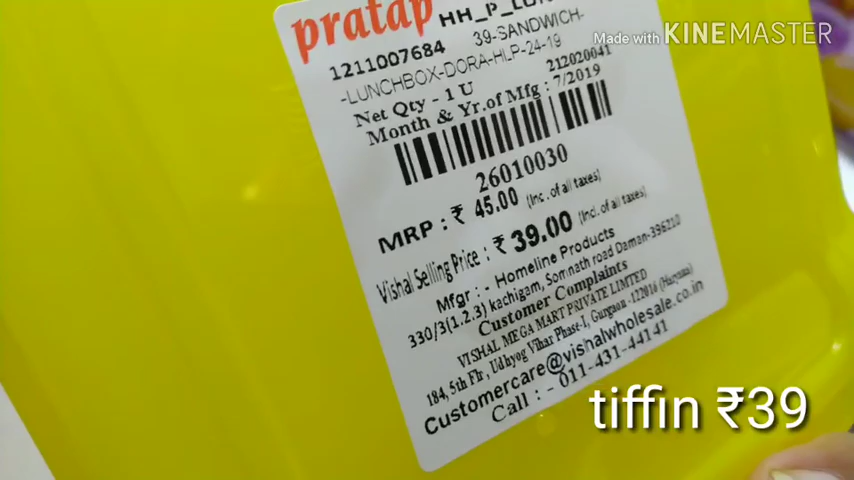 Made with KINEMASTER
pratap HH_P_
1211007684 39-SANDWICH-
-LUNCHBOX-DORA-HLP-24-19
Net Qty - 1 U 212020041
Month & Yr.of Mfg : 7/2019
26010030
MRP : ₹ 45.00 (Inc. of all taxes)
Vishal Selling Price : ₹ 39.00 (Incl. of all taxes)
Mfgr : - Homeline Products
330/3(1.2.3) kachigam, Somnath road Daman-396210
Customer Complaints
VISHAL MEGA MART PRIVATE LIMTED
184, 5th Flr, Udhyog Vihar Phase-I, Gurgaon -122016 (Haryana)
Customercare@vishalwholesale.co.in
Call : - 011-431-44141
tiffin ₹39